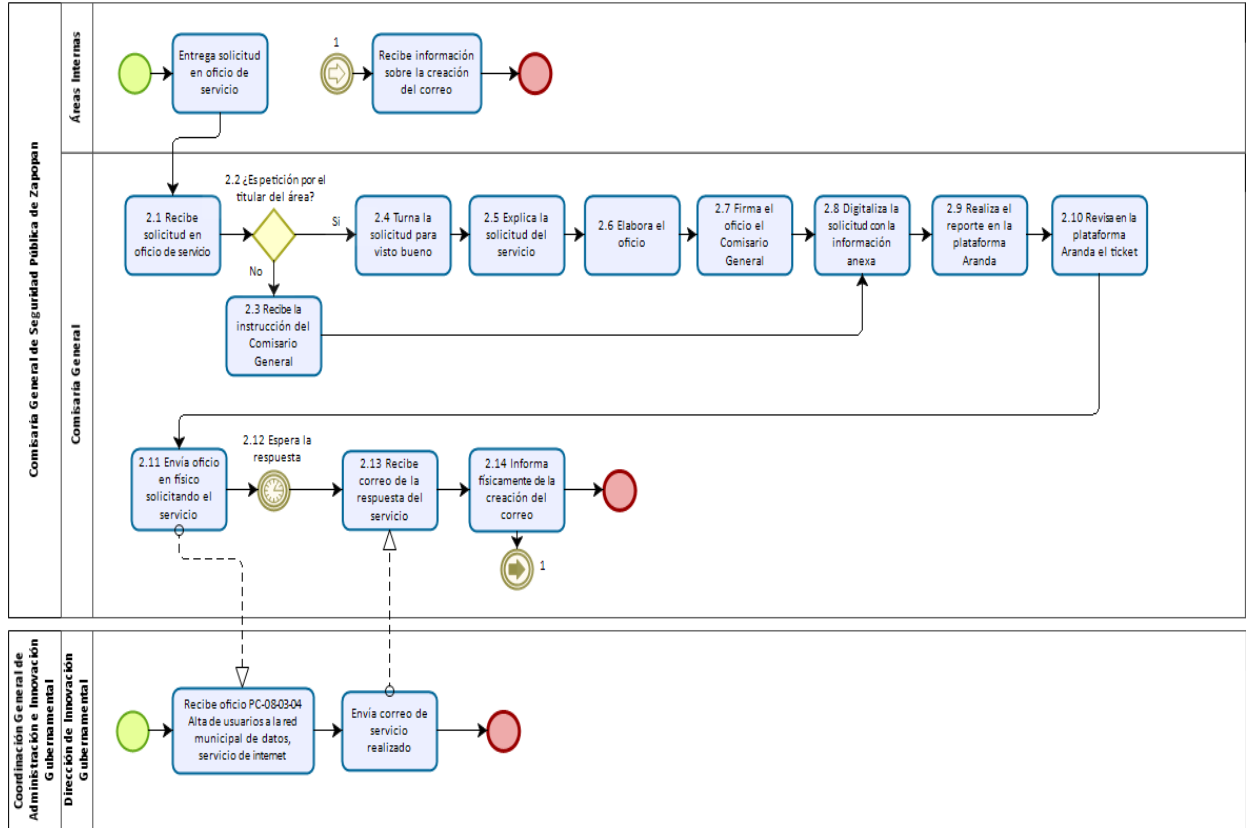 Comisaría General de Seguridad Pública de Zapopan
Áreas Internas
Entrega solicitud
en oficio de
servicio
1
Recibe información
sobre la creación
del correo
Comisaría General
2.1 Recibe
solicitud en
oficio de servicio
2.2 ¿Es petición por el
titular del área?
Si
No
2.3 Recibe la
instrucción del
Comisario
General
2.4 Turna la
solicitud para
visto bueno
2.5 Explica la
solicitud del
servicio
2.6 Elabora el
oficio
2.7 Firma el
oficio el
Comisario
General
2.8 Digitaliza la
solicitud con la
información
anexa
2.9 Realiza el
reporte en la
plataforma
Aranda
2.10 Revisa en la
plataforma
Aranda el ticket
2.11 Envía oficio
en físico
solicitando el
servicio
2.12 Espera la
respuesta
2.13 Recibe
correo de la
respuesta del
servicio
2.14 Informa
físicamente de la
creación del
correo
1
Coordinación General de
Administración e Innovación
Gubernamental
Dirección de Innovación
Gubernamental
Recibe oficio PC-08-03-04
Alta de usuarios a la red
municipal de datos,
servicio de internet
Envía correo de
servicio
realizado